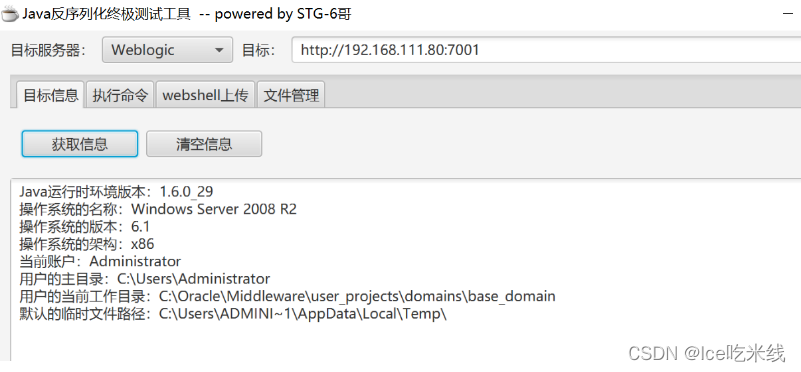 Java反序列化终极测试工具 -- powered by STG-6哥
目标服务器： Weblogic 目标： http://192.168.111.80:7001
目标信息 执行命令 webshell上传 文件管理
获取信息 清空信息
Java运行时环境版本：1.6.0_29
操作系统的名称：Windows Server 2008 R2
操作系统的版本：6.1
操作系统的架构：x86
当前账户：Administrator
用户的主目录：C:\Users\Administrator
用户的当前工作目录：C:\Oracle\Middleware\user_projects\domains\base_domain
默认的临时文件路径：C:\Users\ADMINI~1\AppData\Local\Temp\
CSDN @Ice吃米线